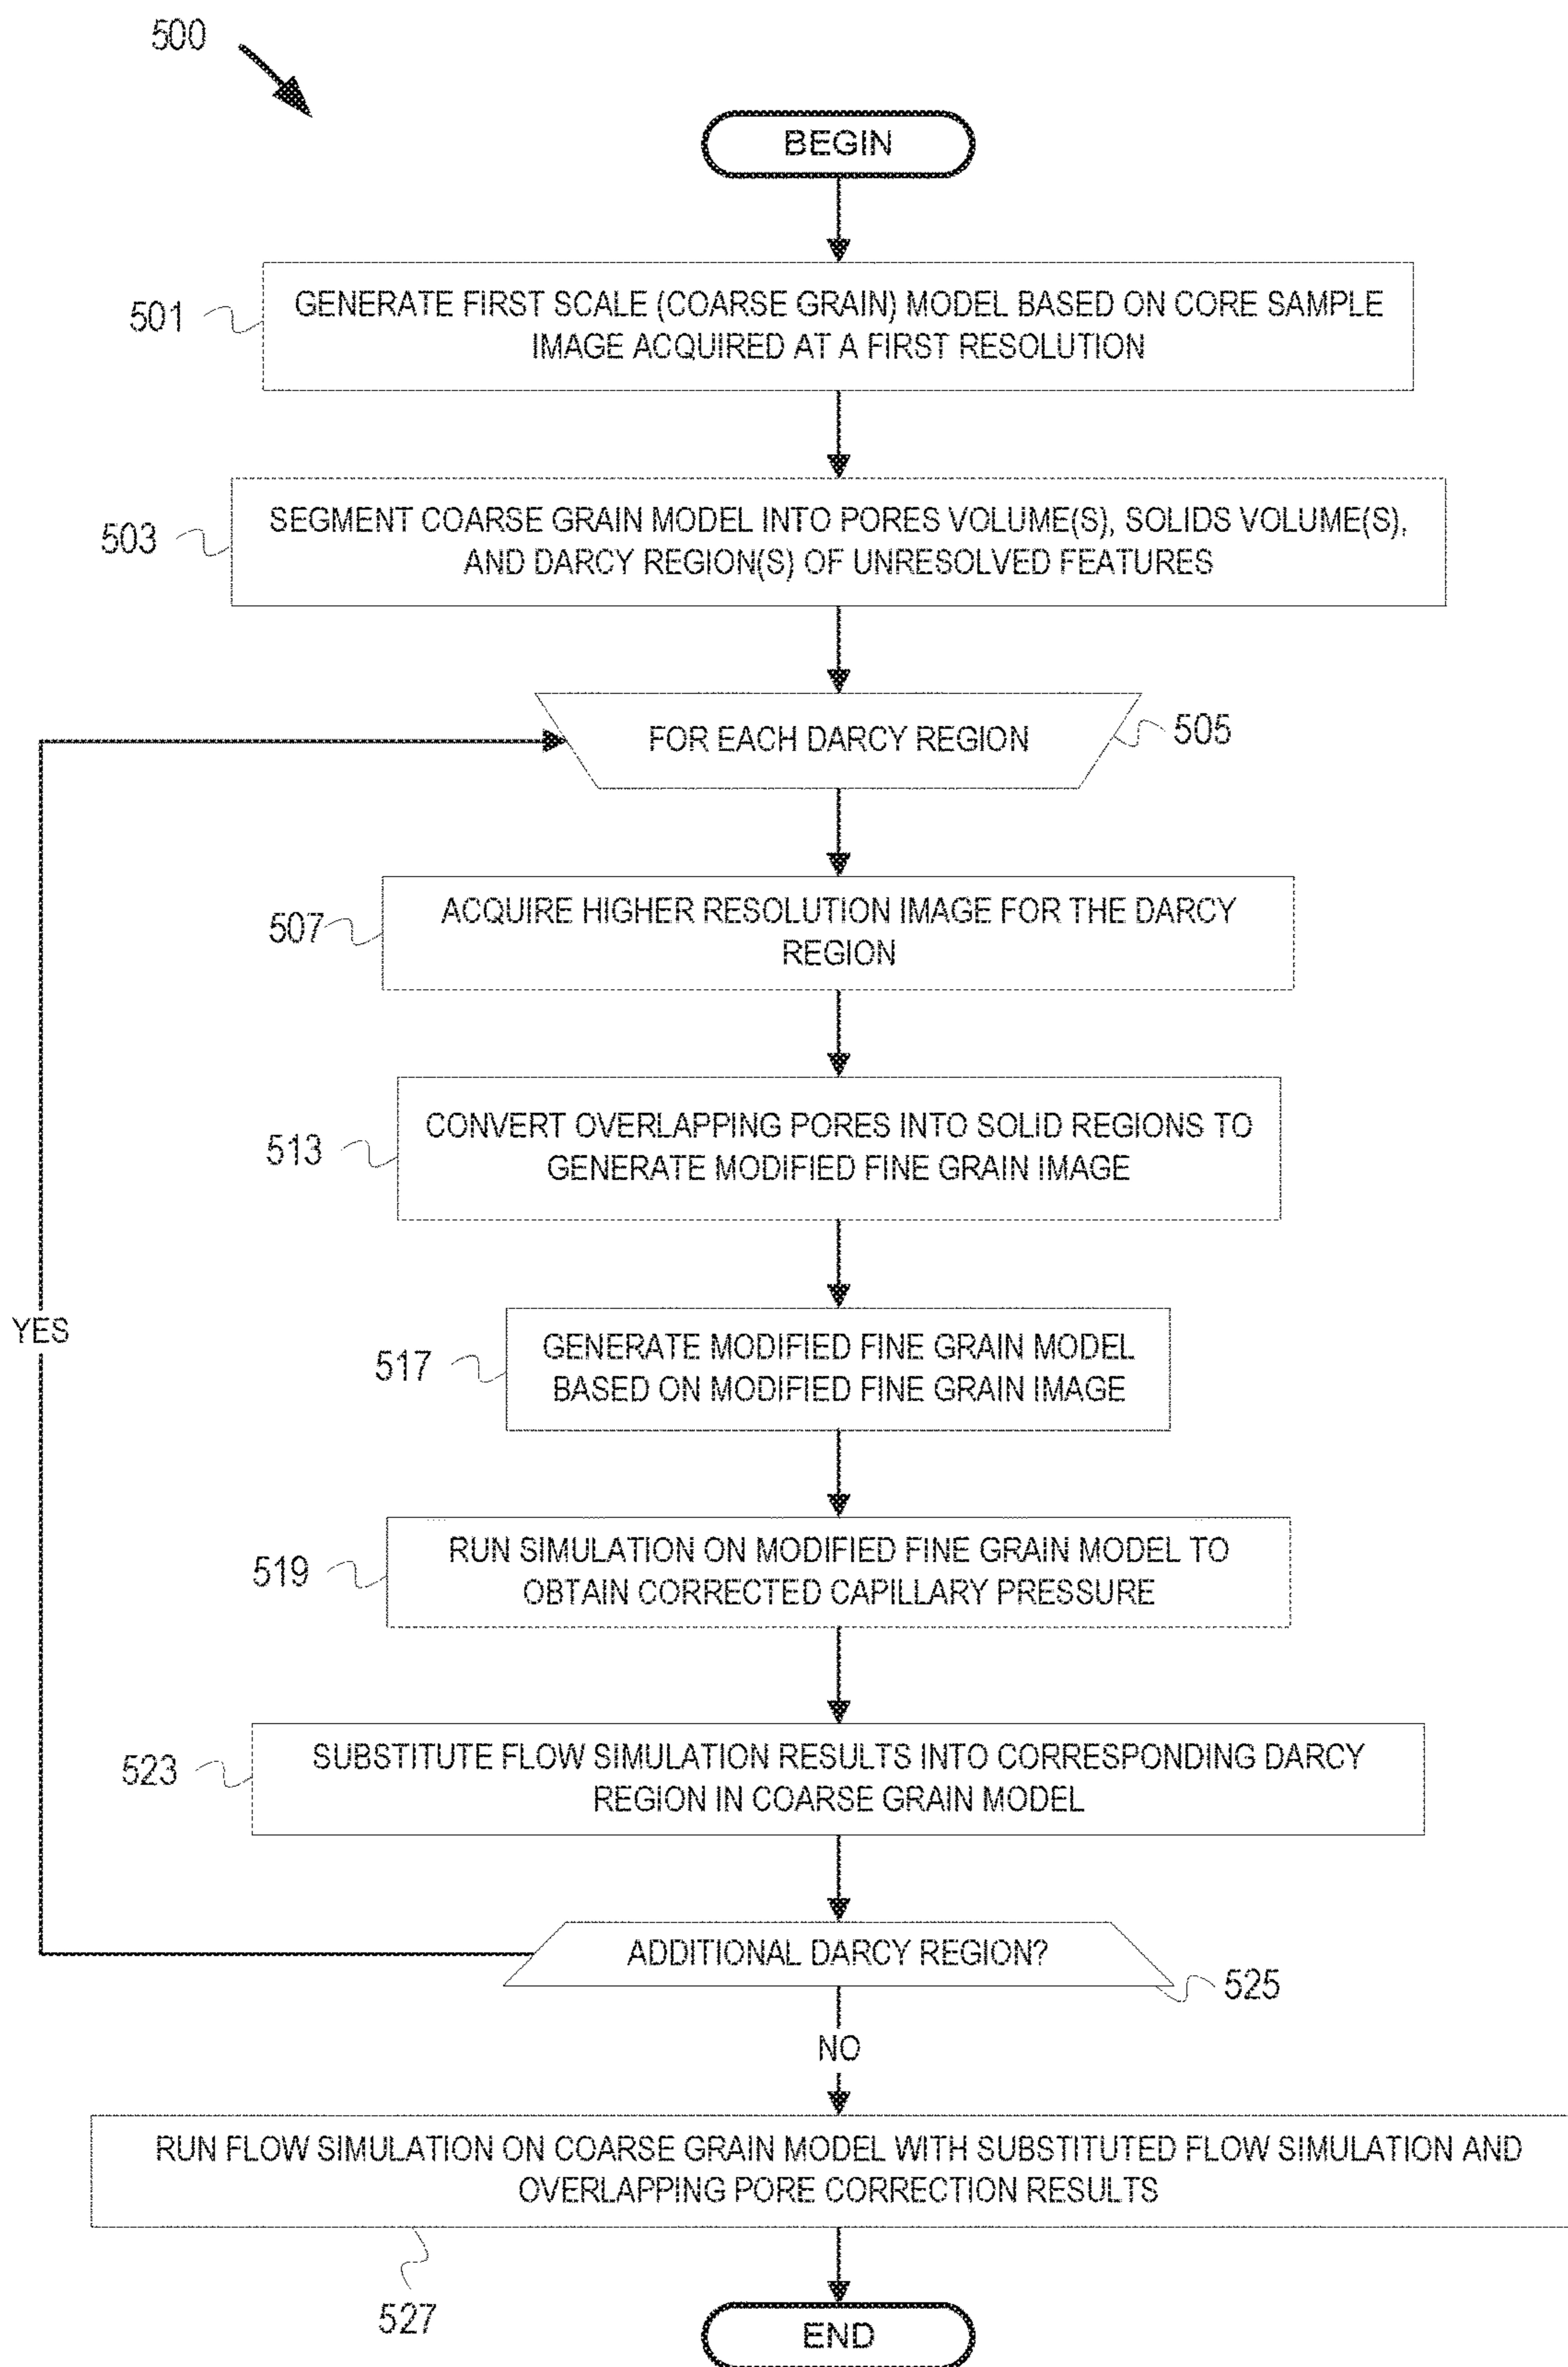 500
BEGIN
501
GENERATE FIRST SCALE (COARSE GRAIN) MODEL BASED ON CORE SAMPLE
IMAGE ACQUIRED AT A FIRST RESOLUTION
503
SEGMENT COARSE GRAIN MODEL INTO PORES VOLUME(S), SOLIDS VOLUME(S),
AND DARCY REGION(S) OF UNRESOLVED FEATURES
FOR EACH DARCY REGION
505
507
ACQUIRE HIGHER RESOLUTION IMAGE FOR THE DARCY
REGION
513
CONVERT OVERLAPPING PORES INTO SOLID REGIONS TO
GENERATE MODIFIED FINE GRAIN IMAGE
YES
517
GENERATE MODIFIED FINE GRAIN MODEL
BASED ON MODIFIED FINE GRAIN IMAGE
519
RUN SIMULATION ON MODIFIED FINE GRAIN MODEL TO
OBTAIN CORRECTED CAPILLARY PRESSURE
523
SUBSTITUTE FLOW SIMULATION RESULTS INTO CORRESPONDING DARCY
REGION IN COARSE GRAIN MODEL
ADDITIONAL DARCY REGION?
525
NO
RUN FLOW SIMULATION ON COARSE GRAIN MODEL WITH SUBSTITUTED FLOW SIMULATION AND
OVERLAPPING PORE CORRECTION RESULTS
527
END